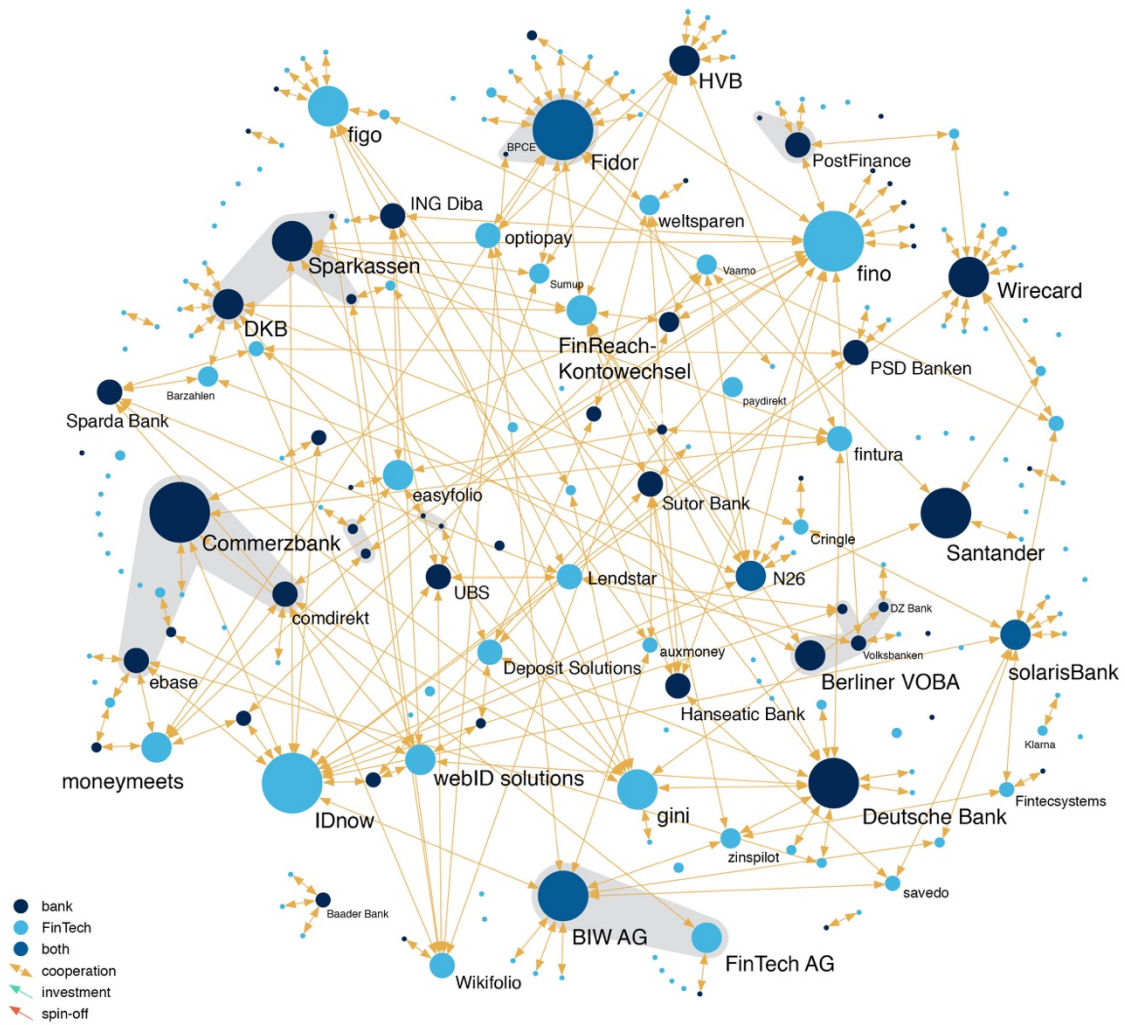 HVB
figo
BPCE
Fidor
PostFinance
ING Diba
weltsparen
optiopay
Sparkassen
Vaamo
fino
Sumup
Wirecard
DKB
FinReach-
Kontowechsel
PSD Banken
Barzahlen
paydirekt
Sparda Bank
fintura
easyfolio
Sutor Bank
Commerzbank
Cringle
Santander
UBS
Lendstar
N26
DZ Bank
comdirekt
Volksbanken
auxmoney
Deposit Solutions
solarisBank
ebase
Berliner VOBA
Hanseatic Bank
Klarna
moneymeets
webID solutions
IDnow
gini
Deutsche Bank
Fintecsystems
zinspilot
savedo
Baader Bank
BIW AG
FinTech AG
Wikifolio
bank
FinTech
both
cooperation
investment
spin-off